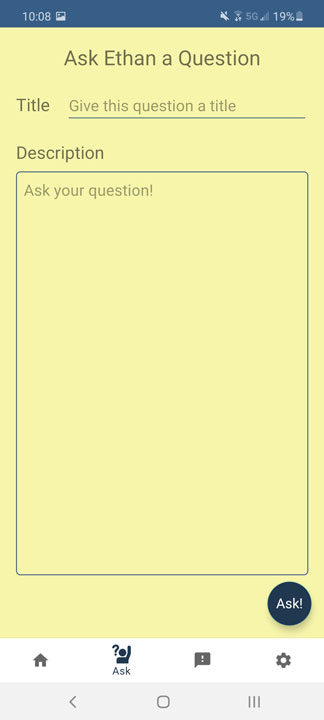 10:08 5G 19%
Ask Ethan a Question
Title Give this question a title
Description
Ask your question!
Ask!
Ask